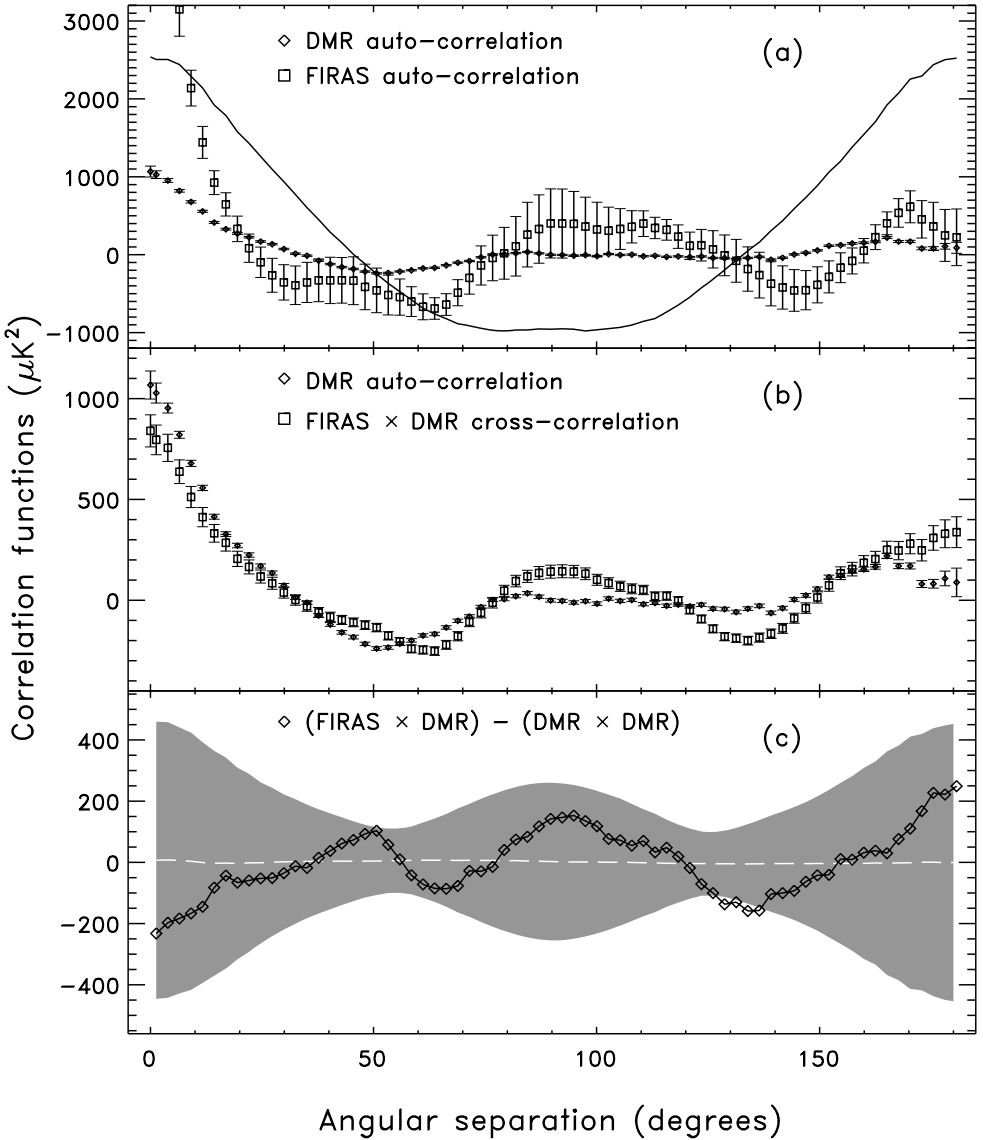 3000
◇ DMR auto-correlation (a)
□ FIRAS auto-correlation
2000
1000
0
-1000
◇ DMR auto-correlation (b)
□ FIRAS × DMR cross-correlation
1000
500
0
◇ (FIRAS × DMR) - (DMR × DMR) (c)
400
200
0
-200
-400
0 50 100 150
Angular separation (degrees)
Correlation functions (μK²)